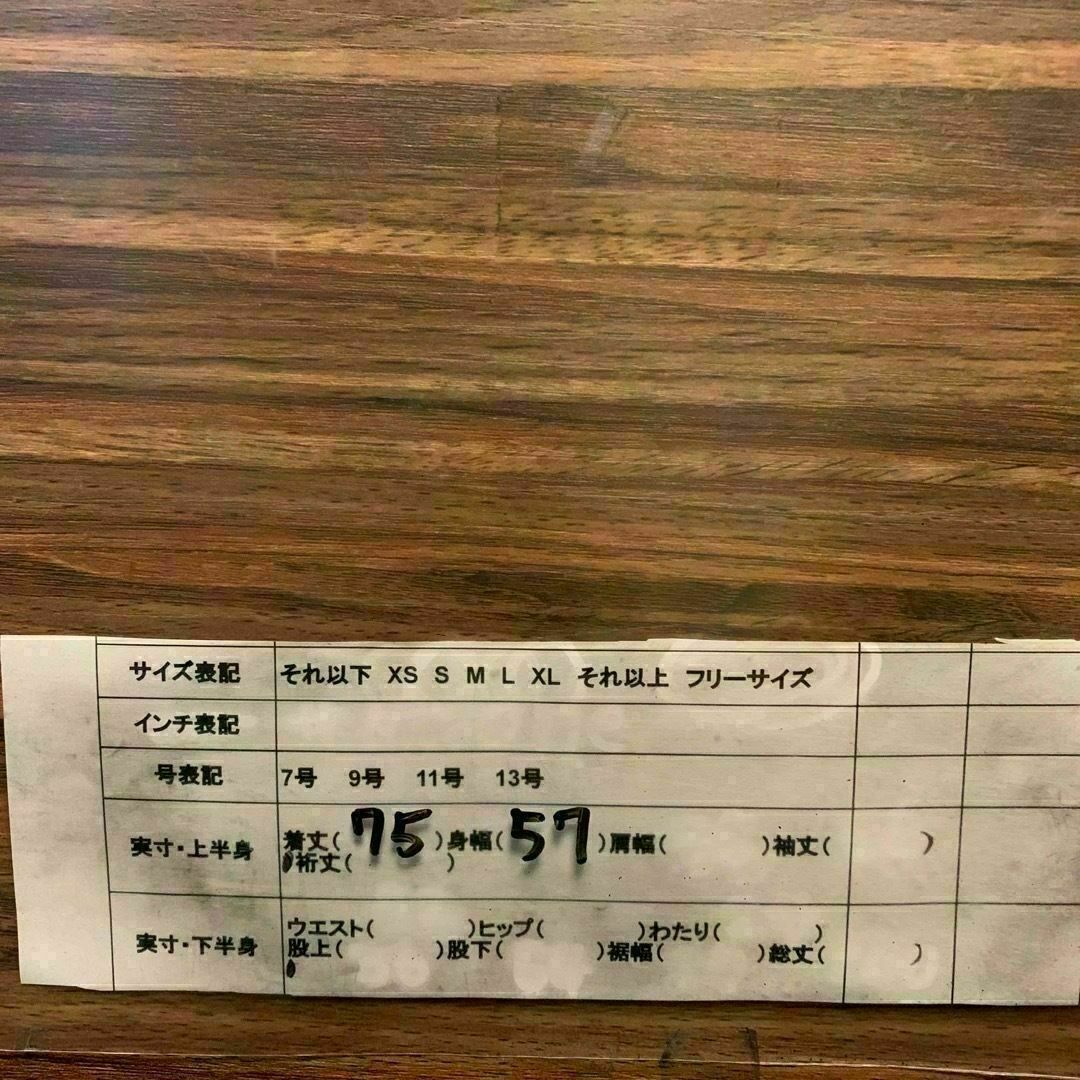 サイズ表記 それ以下 XS S M L XL それ以上 フリーサイズ
インチ表記
号表記 7号 9号 11号 13号
実寸・上半身 着丈( 75 )身幅( 57 )肩幅( )袖丈( )
裄丈( )
実寸・下半身 ウエスト( )ヒップ( )わたり( )
股上( )股下( )裾幅( )総丈( )